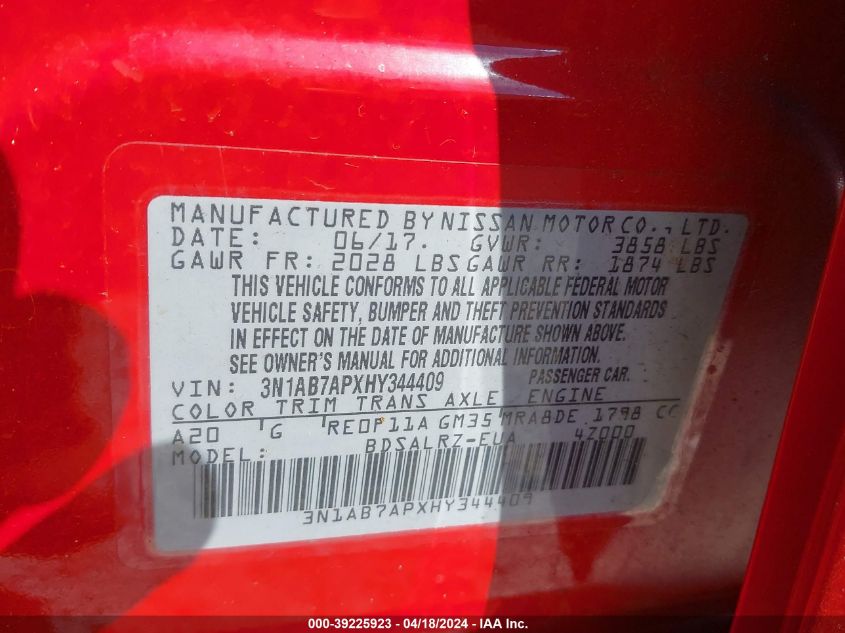 MANUFACTURED BY NISSAN MOTOR CO., LTD.
DATE: 06/17. GVWR: 3858 LBS
GAWR FR: 2028 LBS GAWR RR: 1874 LBS
THIS VEHICLE CONFORMS TO ALL APPLICABLE FEDERAL MOTOR
VEHICLE SAFETY, BUMPER AND THEFT PREVENTION STANDARDS
IN EFFECT ON THE DATE OF MANUFACTURE SHOWN ABOVE.
SEE OWNER'S MANUAL FOR ADDITIONAL INFORMATION.
VIN: 3N1AB7APXHY344409 PASSENGER CAR.
COLOR TRIM TRANS AXLE ENGINE
A20 G RE0F11A GM35 MRA8DE 1798 CC
MODEL: BDSALRZ-EUA 4Z000
3N1AB7APXHY344409
000-39225923 - 04/18/2024 - IAA Inc.